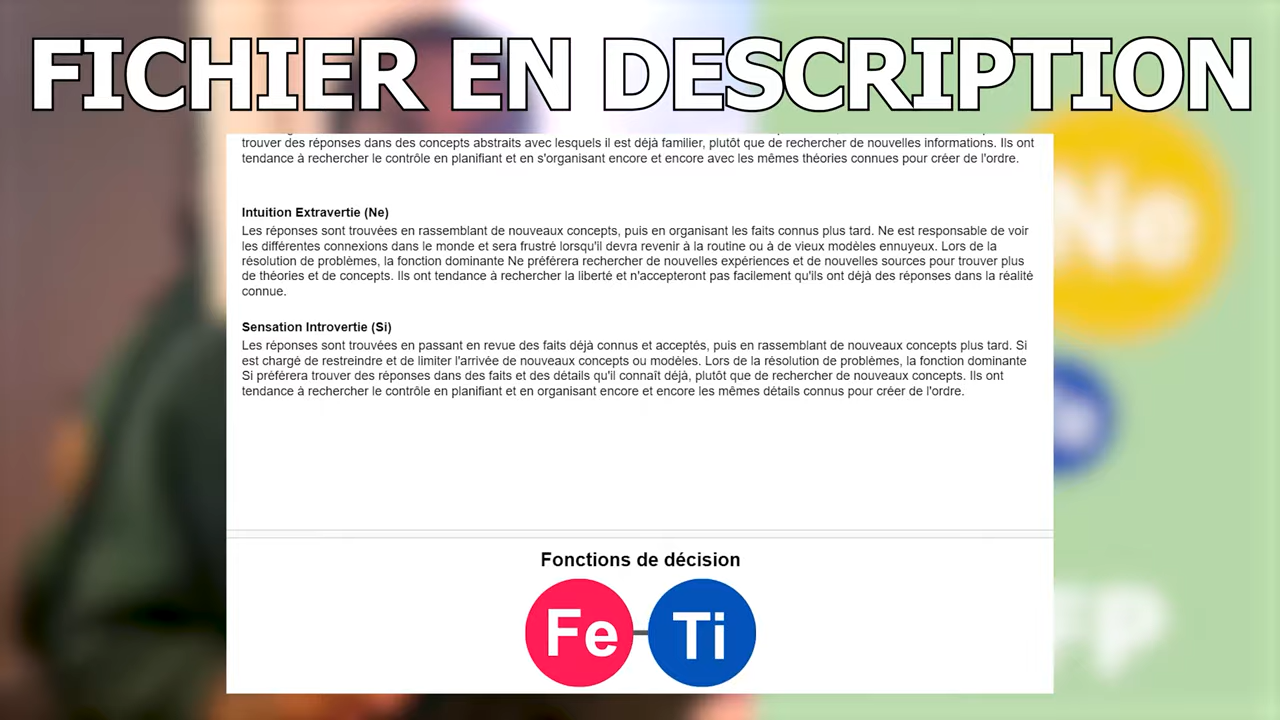 FICHIER EN DESCRIPTION
trouver des réponses dans des concepts abstraits avec lesquels il est déjà familier, plutôt que de rechercher de nouvelles informations. Ils ont
tendance à rechercher le contrôle en planifiant et en s'organisant encore et encore avec les mêmes théories connues pour créer de l'ordre.
Intuition Extravertie (Ne)
Les réponses sont trouvées en rassemblant de nouveaux concepts, puis en organisant les faits connus plus tard. Ne est responsable de voir
les différentes connexions dans le monde et sera frustré lorsqu'il devra revenir à la routine ou à de vieux modèles ennuyeux. Lors de la
résolution de problèmes, la fonction dominante Ne préférera rechercher de nouvelles expériences et de nouvelles sources pour trouver plus
de théories et de concepts. Ils ont tendance à rechercher la liberté et n'accepteront pas facilement qu'ils ont déjà des réponses dans la réalité
connue.
Sensation Introvertie (Si)
Les réponses sont trouvées en passant en revue des faits déjà connus et acceptés, puis en rassemblant de nouveaux concepts plus tard. Si
est chargé de restreindre et de limiter l'arrivée de nouveaux concepts ou modèles. Lors de la résolution de problèmes, la fonction dominante
Si préférera trouver des réponses dans des faits et des détails qu'il connaît déjà, plutôt que de rechercher de nouveaux concepts. Ils ont
tendance à rechercher le contrôle en planifiant et en organisant encore et encore les mêmes détails connus pour créer de l'ordre.
Fonctions de décision
Fe Ti
Ne